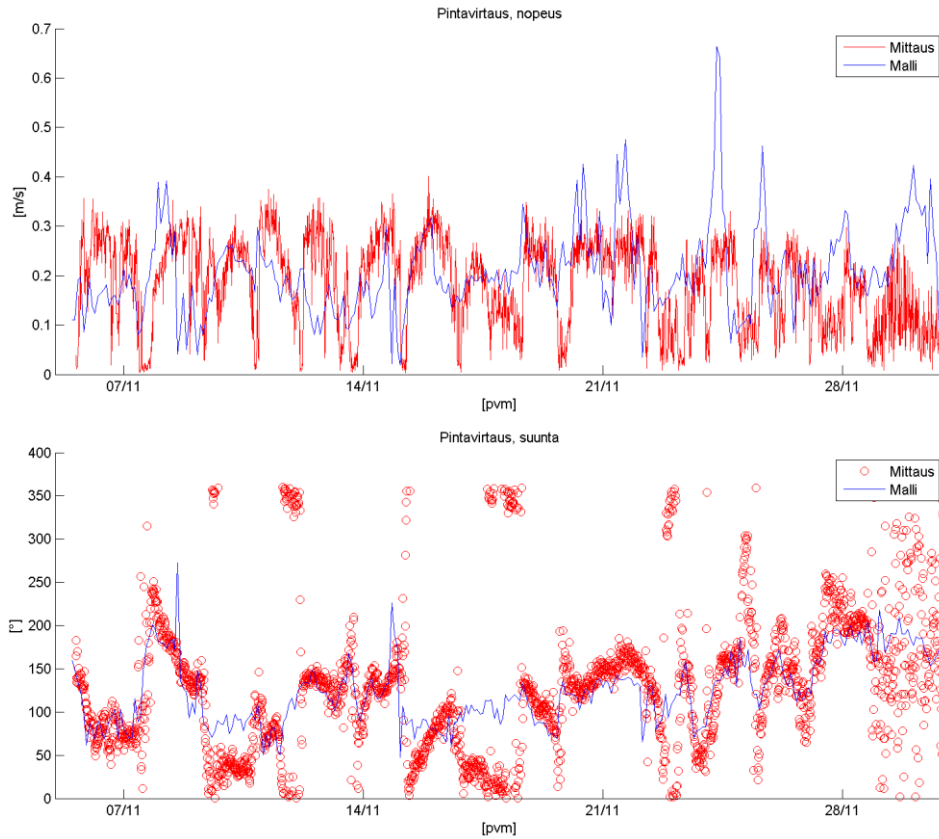 Pintavirtaus, nopeus
0.7
0.6
0.5
0.4
0.3
0.2
0.1
0
[m/s]
Mittaus
Malli
07/11
14/11
21/11
28/11
[pvm]
Pintavirtaus, suunta
400
350
300
250
200
150
100
50
0
[°]
Mittaus
Malli
07/11
14/11
21/11
28/11
[pvm]